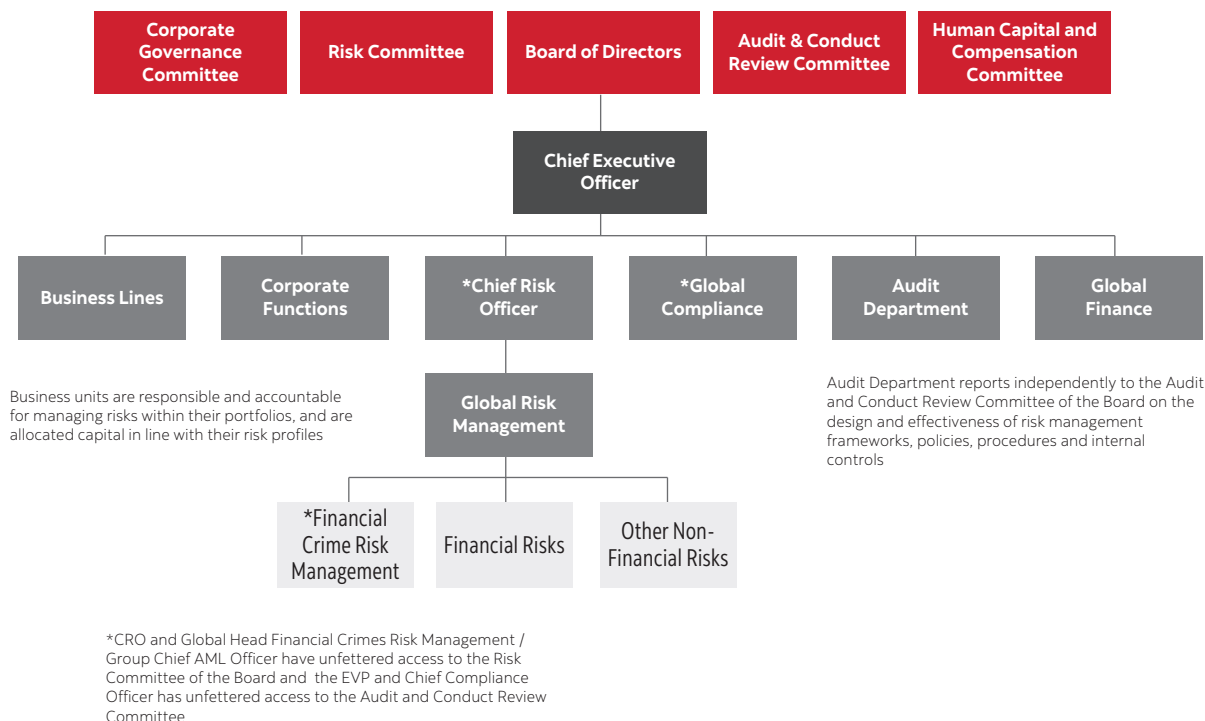 Corporate
Governance
Committee
Risk Committee
Board of Directors
Audit & Conduct
Review Committee
Human Capital and
Compensation
Committee
Chief Executive
Officer
Business Lines
Corporate
Functions
*Chief Risk
Officer
*Global
Compliance
Audit
Department
Global
Finance
Business units are responsible and accountable
for managing risks within their portfolios, and are
allocated capital in line with their risk profiles
Global Risk
Management
Audit Department reports independently to the Audit
and Conduct Review Committee of the Board on the
design and effectiveness of risk management
frameworks, policies, procedures and internal
controls
*Financial
Crime Risk
Management
Financial Risks
Other Non-
Financial Risks
*CRO and Global Head Financial Crimes Risk Management /
Group Chief AML Officer have unfettered access to the Risk
Committee of the Board and  the EVP and Chief Compliance
Officer has unfettered access to the Audit and Conduct Review
Committee